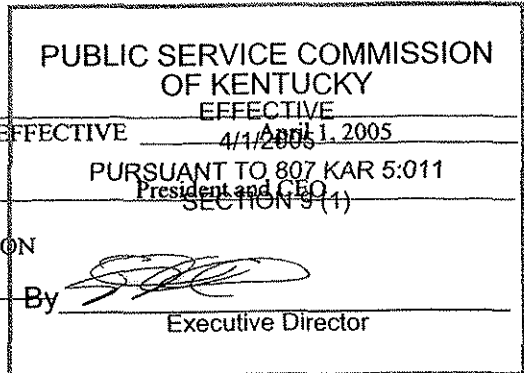 PUBLIC SERVICE COMMISSION
OF KENTUCKY
EFFECTIVE
EFFECTIVE April 1, 2005
4/1/2005
PURSUANT TO 807 KAR 5:011
President and CEO
SECTION 9 (1)
ON
By
Executive Director